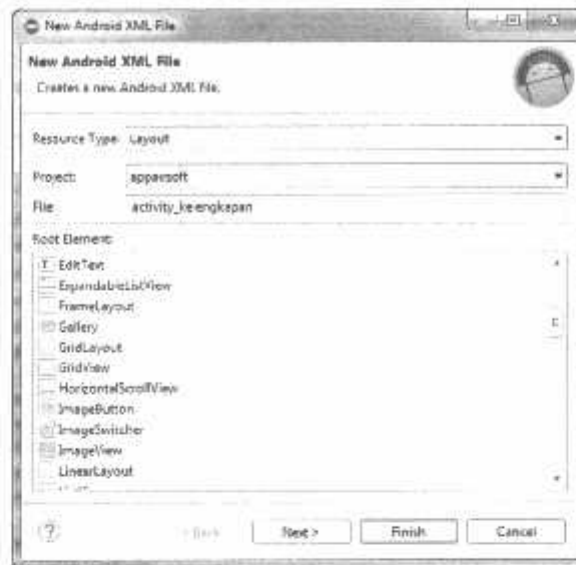 New Android XML File
New Android XML File
Creates a new Android XML File.
Resource Type: Layout
Project: appavsoft
File: activity_kelengkapan
Root Element:
EditText
ExpandableListView
FrameLayout
Gallery
GridLayout
GridView
HorizontalScrollView
ImageButton
ImageSwitcher
ImageView
LinearLayout
? < Back Next > Finish Cancel